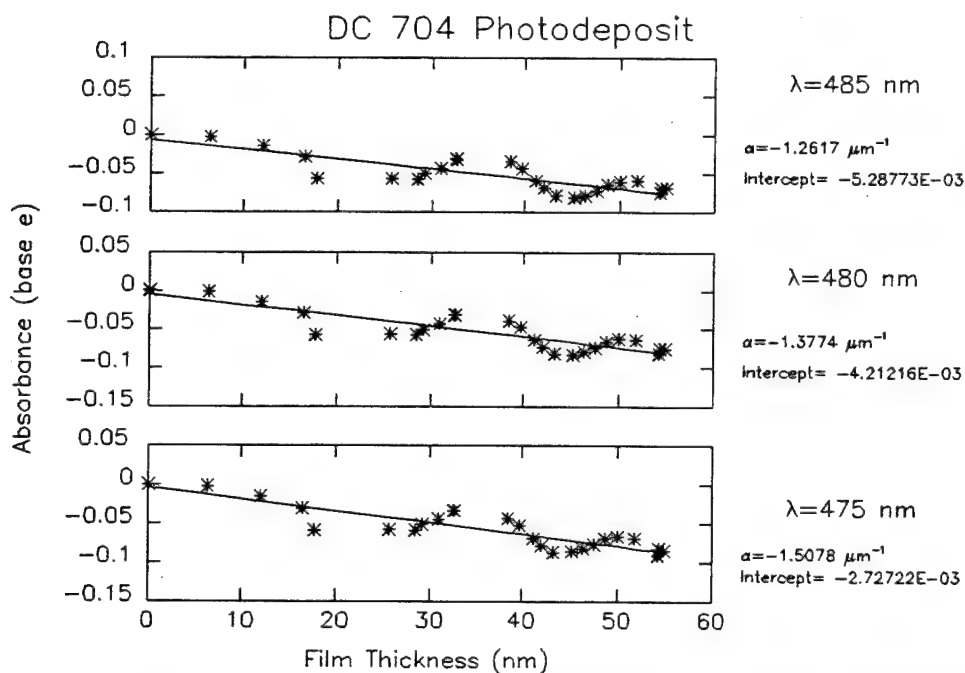 DC 704 Photodeposit
Absorbance (base e)
0.1
0.05
0
−0.05
−0.1
λ=485 nm
α=−1.2617 μm⁻¹
Intercept= −5.28773E−03
0.05
0
−0.05
−0.1
−0.15
λ=480 nm
α=−1.3774 μm⁻¹
Intercept= −4.21216E−03
0.05
0
−0.05
−0.1
−0.15
λ=475 nm
α=−1.5078 μm⁻¹
Intercept= −2.72722E−03
0 10 20 30 40 50 60
Film Thickness (nm)